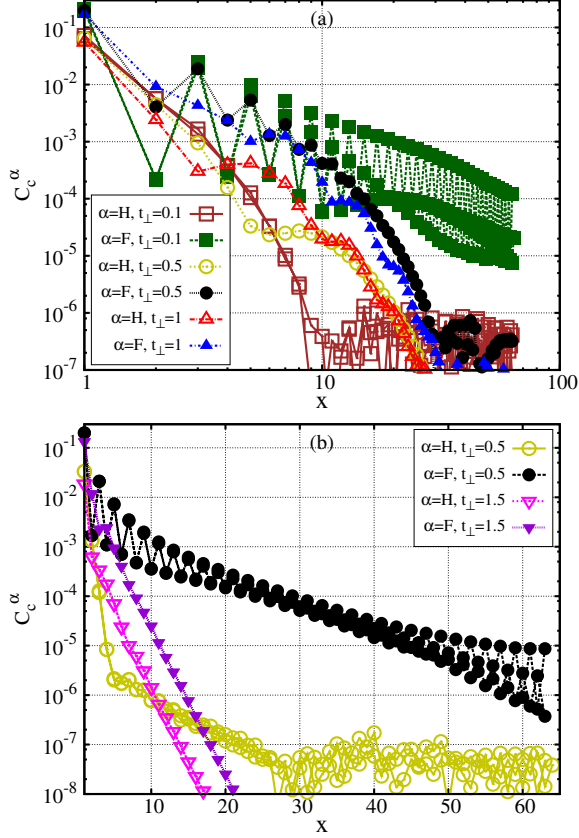 (a)
C_c^α
10^-1
10^-2
10^-3
10^-4
10^-5
10^-6
10^-7
α=H, t⊥=0.1
α=F, t⊥=0.1
α=H, t⊥=0.5
α=F, t⊥=0.5
α=H, t⊥=1
α=F, t⊥=1
1 10 100
x
(b)
C_c^α
10^-1
10^-2
10^-3
10^-4
10^-5
10^-6
10^-7
10^-8
α=H, t⊥=0.5
α=F, t⊥=0.5
α=H, t⊥=1.5
α=F, t⊥=1.5
10 20 30 40 50 60
x